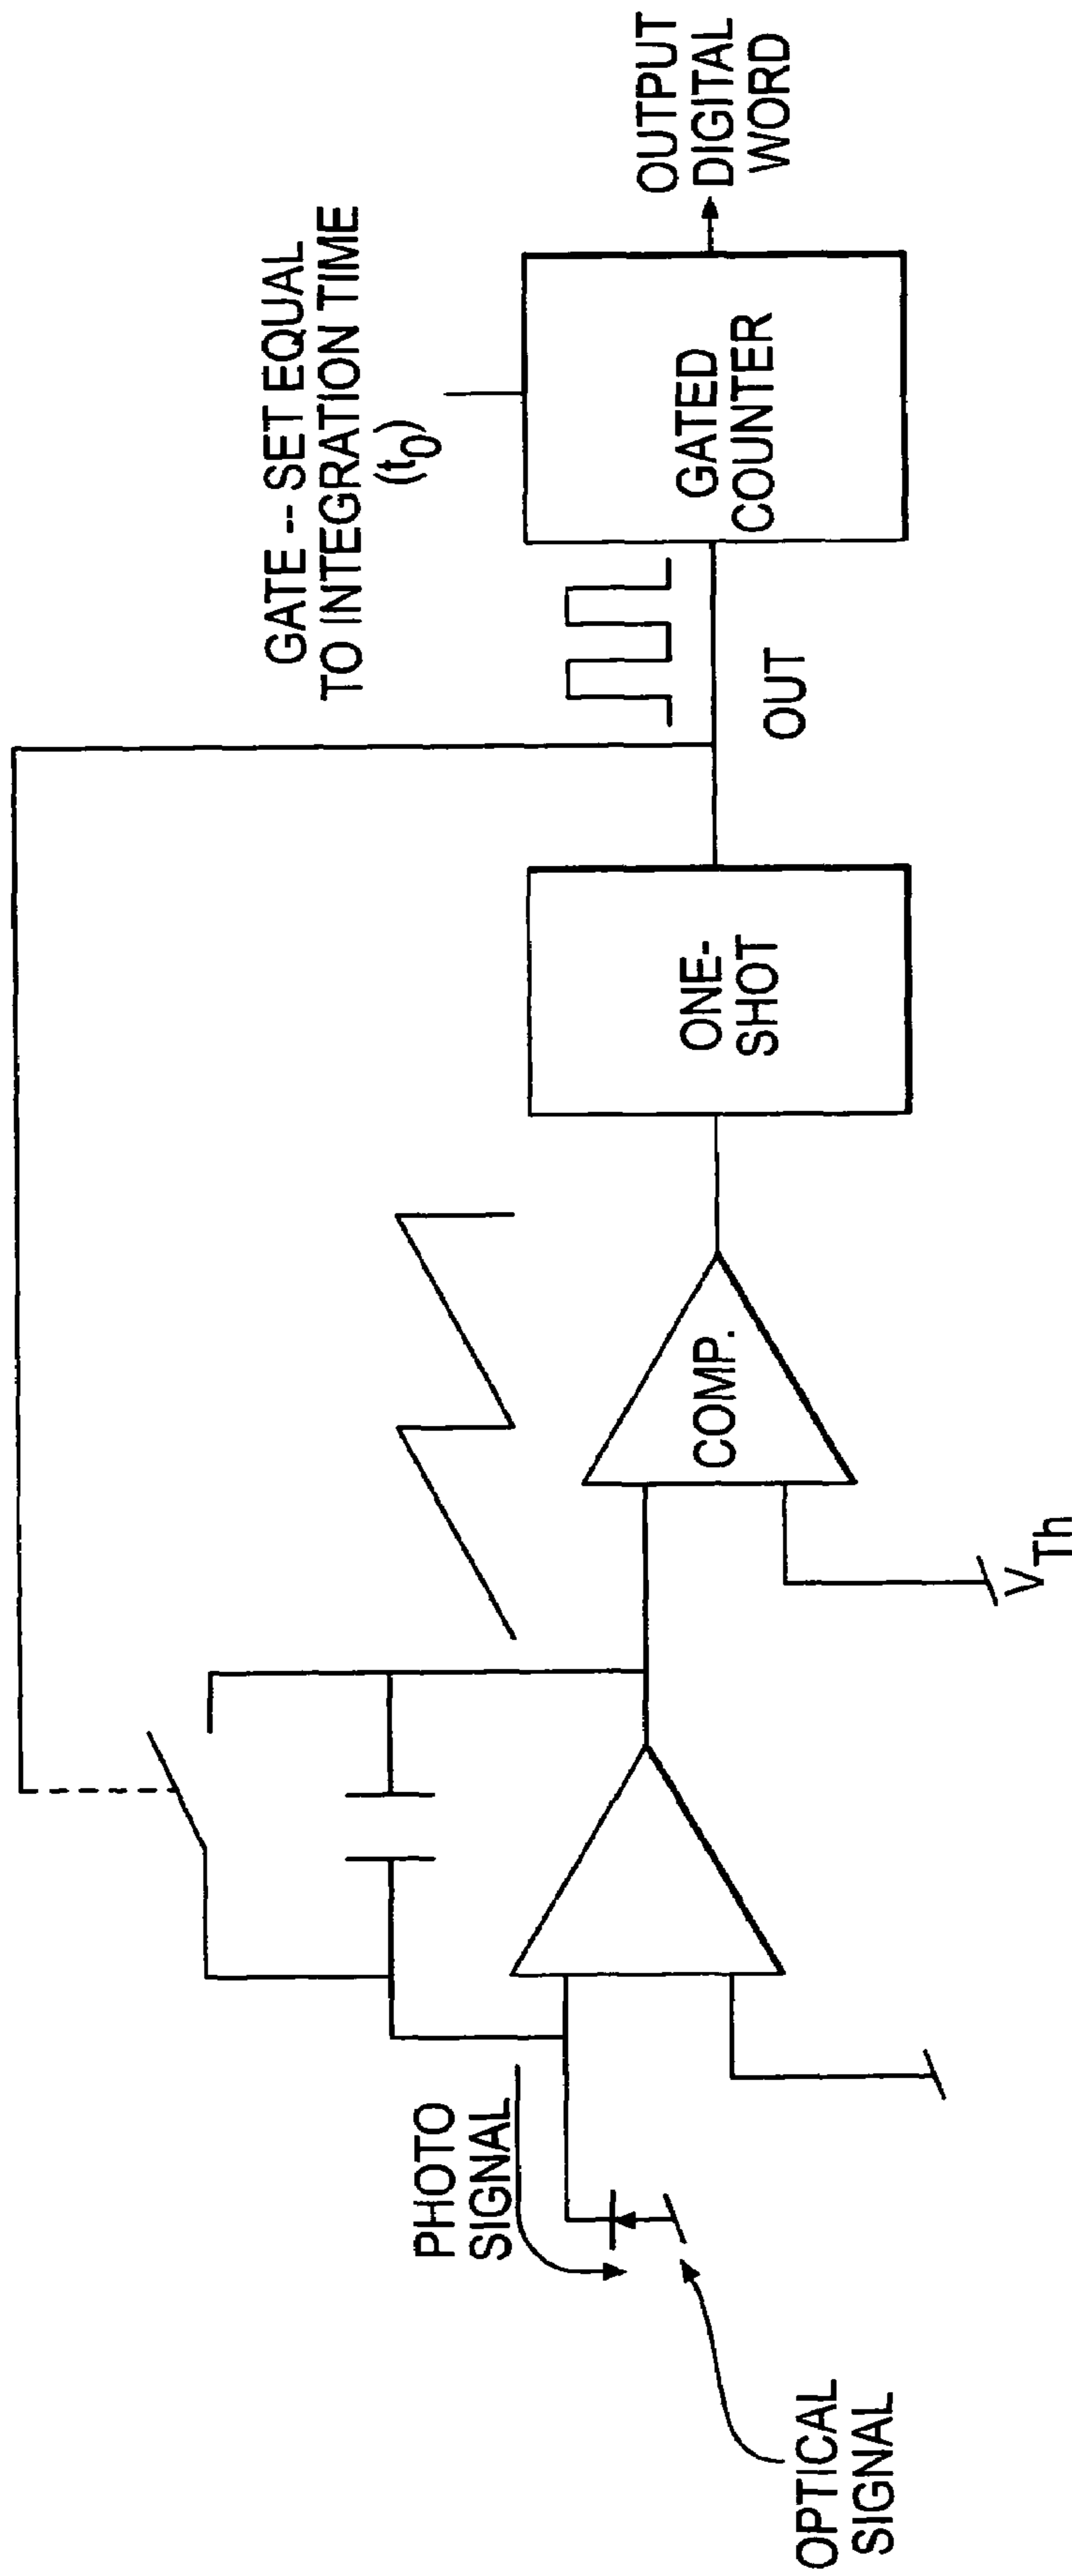 OPTICAL
SIGNAL
PHOTO
SIGNAL
V Th
COMP.
ONE-
SHOT
OUT
GATE -- SET EQUAL
TO INTEGRATION TIME
(t0)
GATED
COUNTER
OUTPUT
DIGITAL
WORD